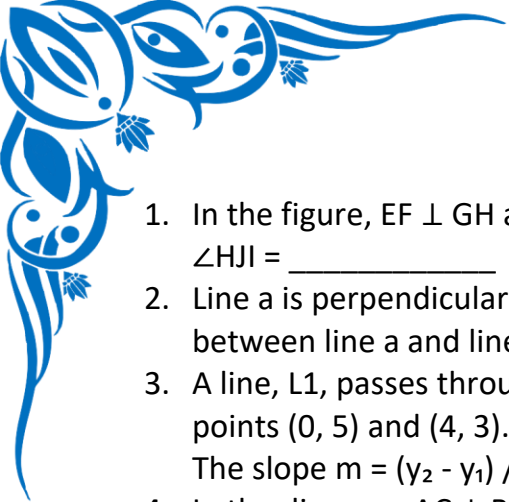 1. In the figure, EF ⊥ GH
∠HJI = ____________
2. Line a is perpendicular
between line a and line
3. A line, L1, passes throu
points (0, 5) and (4, 3).
The slope m = (y₂ - y₁) /